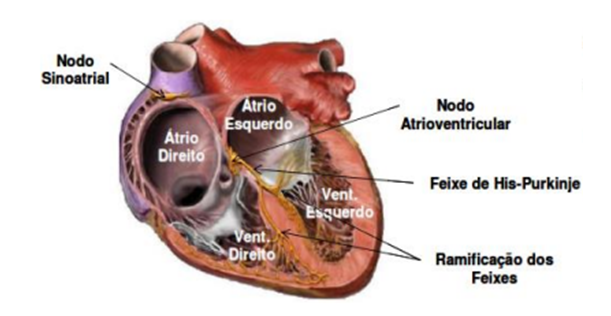 Nodo
Sinoatrial
Átrio
Esquerdo
Átrio
Direito
Nodo
Atrioventricular
Feixe de His-Purkinje
Vent.
Esquerdo
Vent.
Direito
Ramificação dos
Feixes